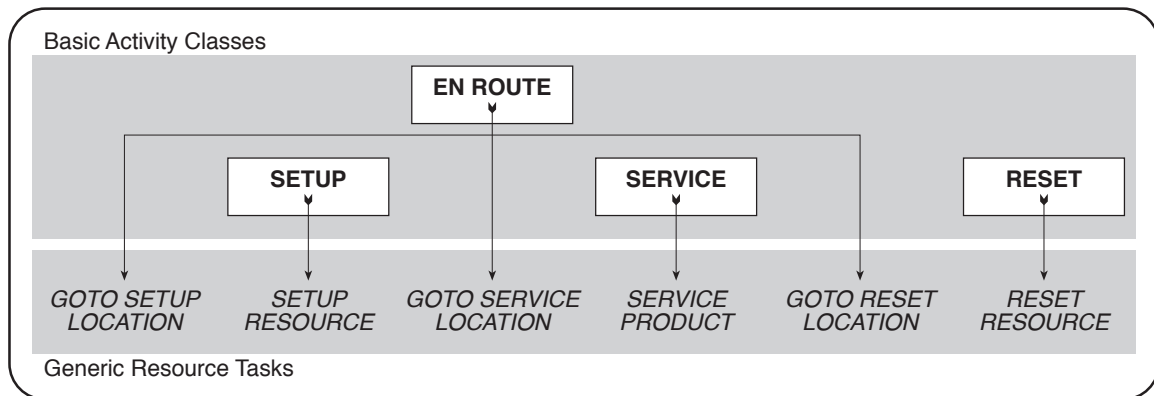 Basic Activity Classes
EN ROUTE
SETUP
SERVICE
RESET
GOTO SETUP
LOCATION
SETUP
RESOURCE
GOTO SERVICE
LOCATION
SERVICE
PRODUCT
GOTO RESET
LOCATION
RESET
RESOURCE
Generic Resource Tasks